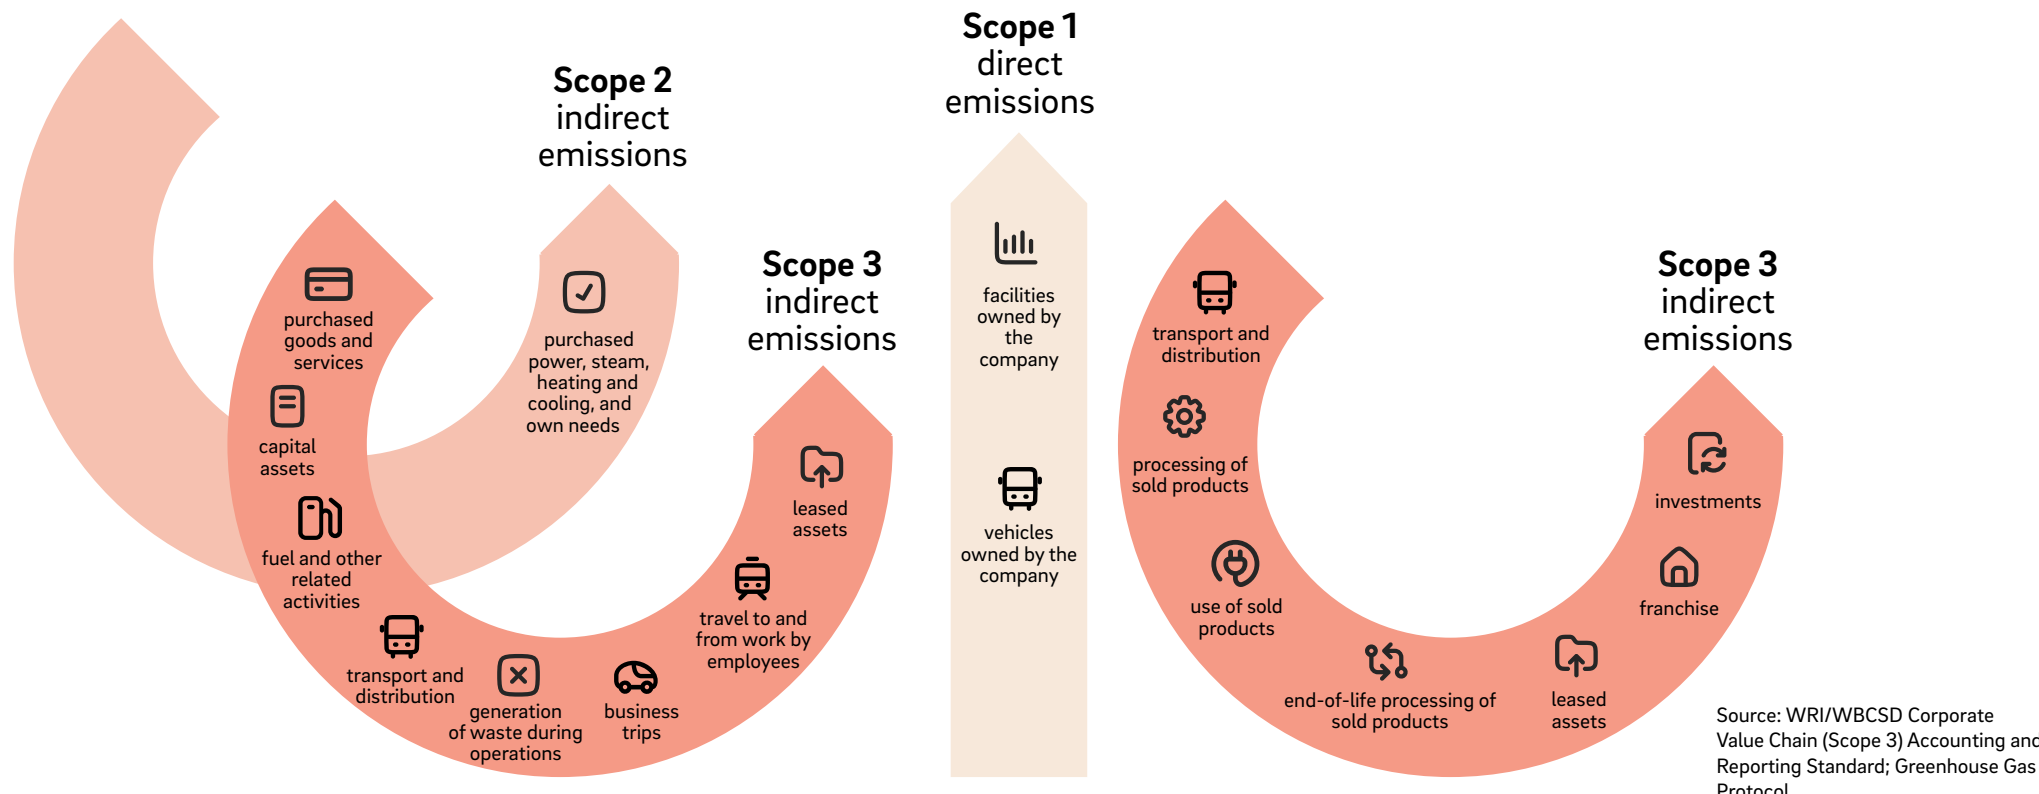 Scope 2
indirect
emissions
purchased
power, steam,
heating and
cooling, and
own needs
Scope 3
indirect
emissions
purchased
goods and
services
capital
assets
fuel and other
related
activities
transport and
distribution
generation
of waste during
operations
business
trips
travel to and
from work by
employees
leased
assets
Scope 1
direct
emissions
facilities
owned by
the
company
vehicles
owned by the
company
Scope 3
indirect
emissions
transport and
distribution
processing of
sold products
use of sold
products
end-of-life processing of
sold products
leased
assets
franchise
investments
Source: WRI/WBCSD Corporate
Value Chain (Scope 3) Accounting and
Reporting Standard; Greenhouse Gas
Protocol